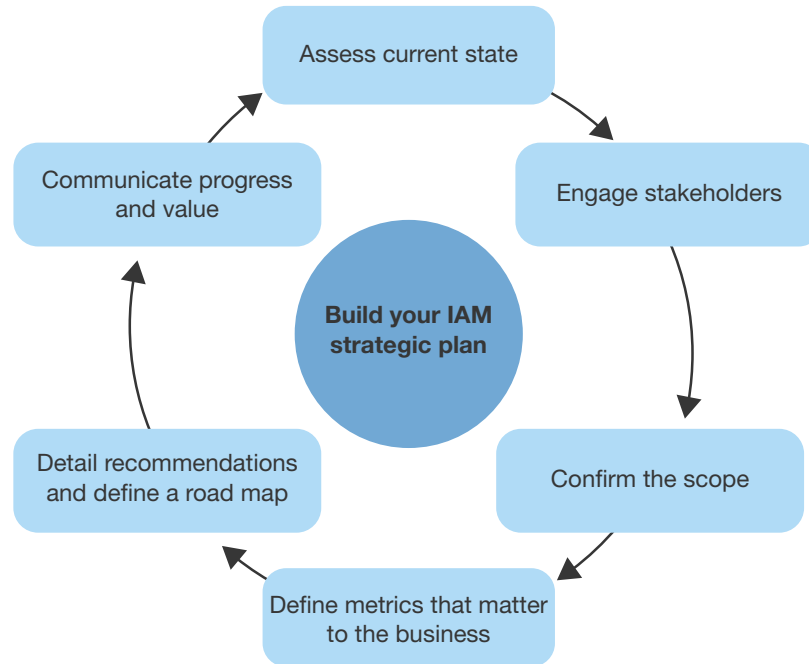 Assess current state
Engage stakeholders
Confirm the scope
Define metrics that matter
to the business
Detail recommendations
and define a road map
Communicate progress
and value
Build your IAM
strategic plan